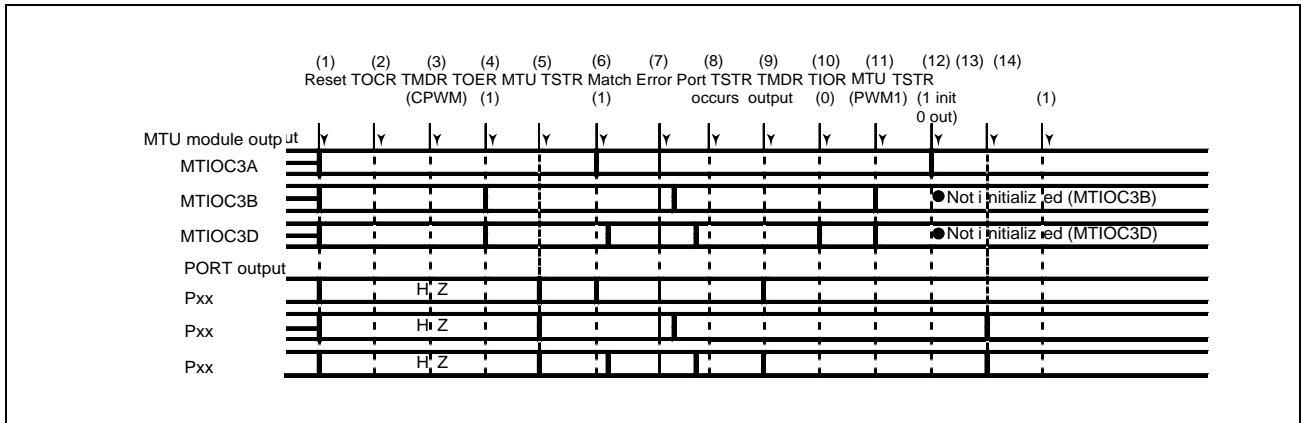 (1) (2) (3) (4) (5) (6) (7) (8) (9) (10) (11) (12) (13) (14)
Reset TOCR TMDR TOER MTU TSTR Match Error Port TSTR TMDR TIOR MTU TSTR
(CPWM) (1) (1) occurs output (0) (PWM1) (1 init (1)
0 out)
MTU module output
MTIOC3A
MTIOC3B
Not initialized (MTIOC3B)
MTIOC3D
Not initialized (MTIOC3D)
PORT output
Pxx
H Z
Pxx
H Z
Pxx
H Z